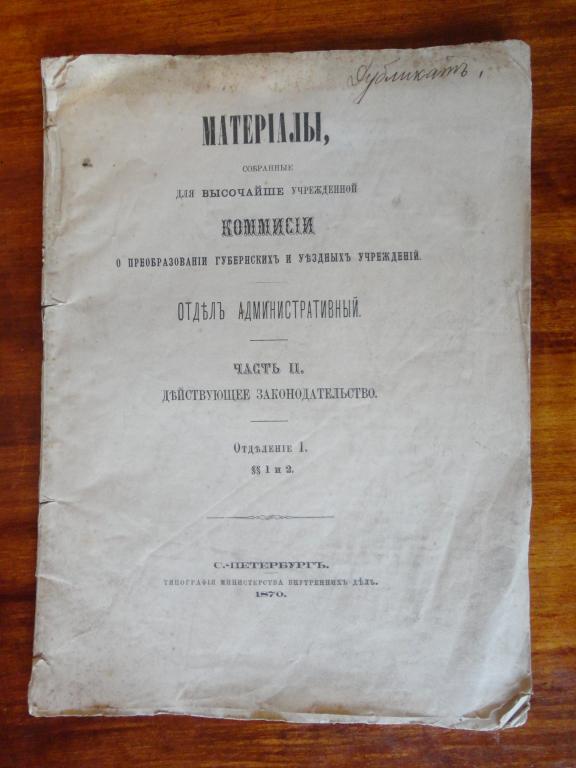 Дубликатъ.
МАТЕРІАЛЫ,
СОБРАННЫЕ
ДЛЯ ВЫСОЧАЙШЕ УЧРЕЖДЕННОЙ
КОММИСІИ
О ПРЕОБРАЗОВАНІИ ГУБЕРНСКИХЪ И УѢЗДНЫХЪ УЧРЕЖДЕНІЙ.
ОТДѢЛЪ АДМИНИСТРАТИВНЫЙ.
ЧАСТЬ II.
ДѢЙСТВУЮЩЕЕ ЗАКОНОДАТЕЛЬСТВО.
Отдѣленіе I.
§§ 1 и 2.
С.-ПЕТЕРБУРГЪ.
ТИПОГРАФІЯ МИНИСТЕРСТВА ВНУТРЕННИХЪ ДѢЛЪ.
1870.